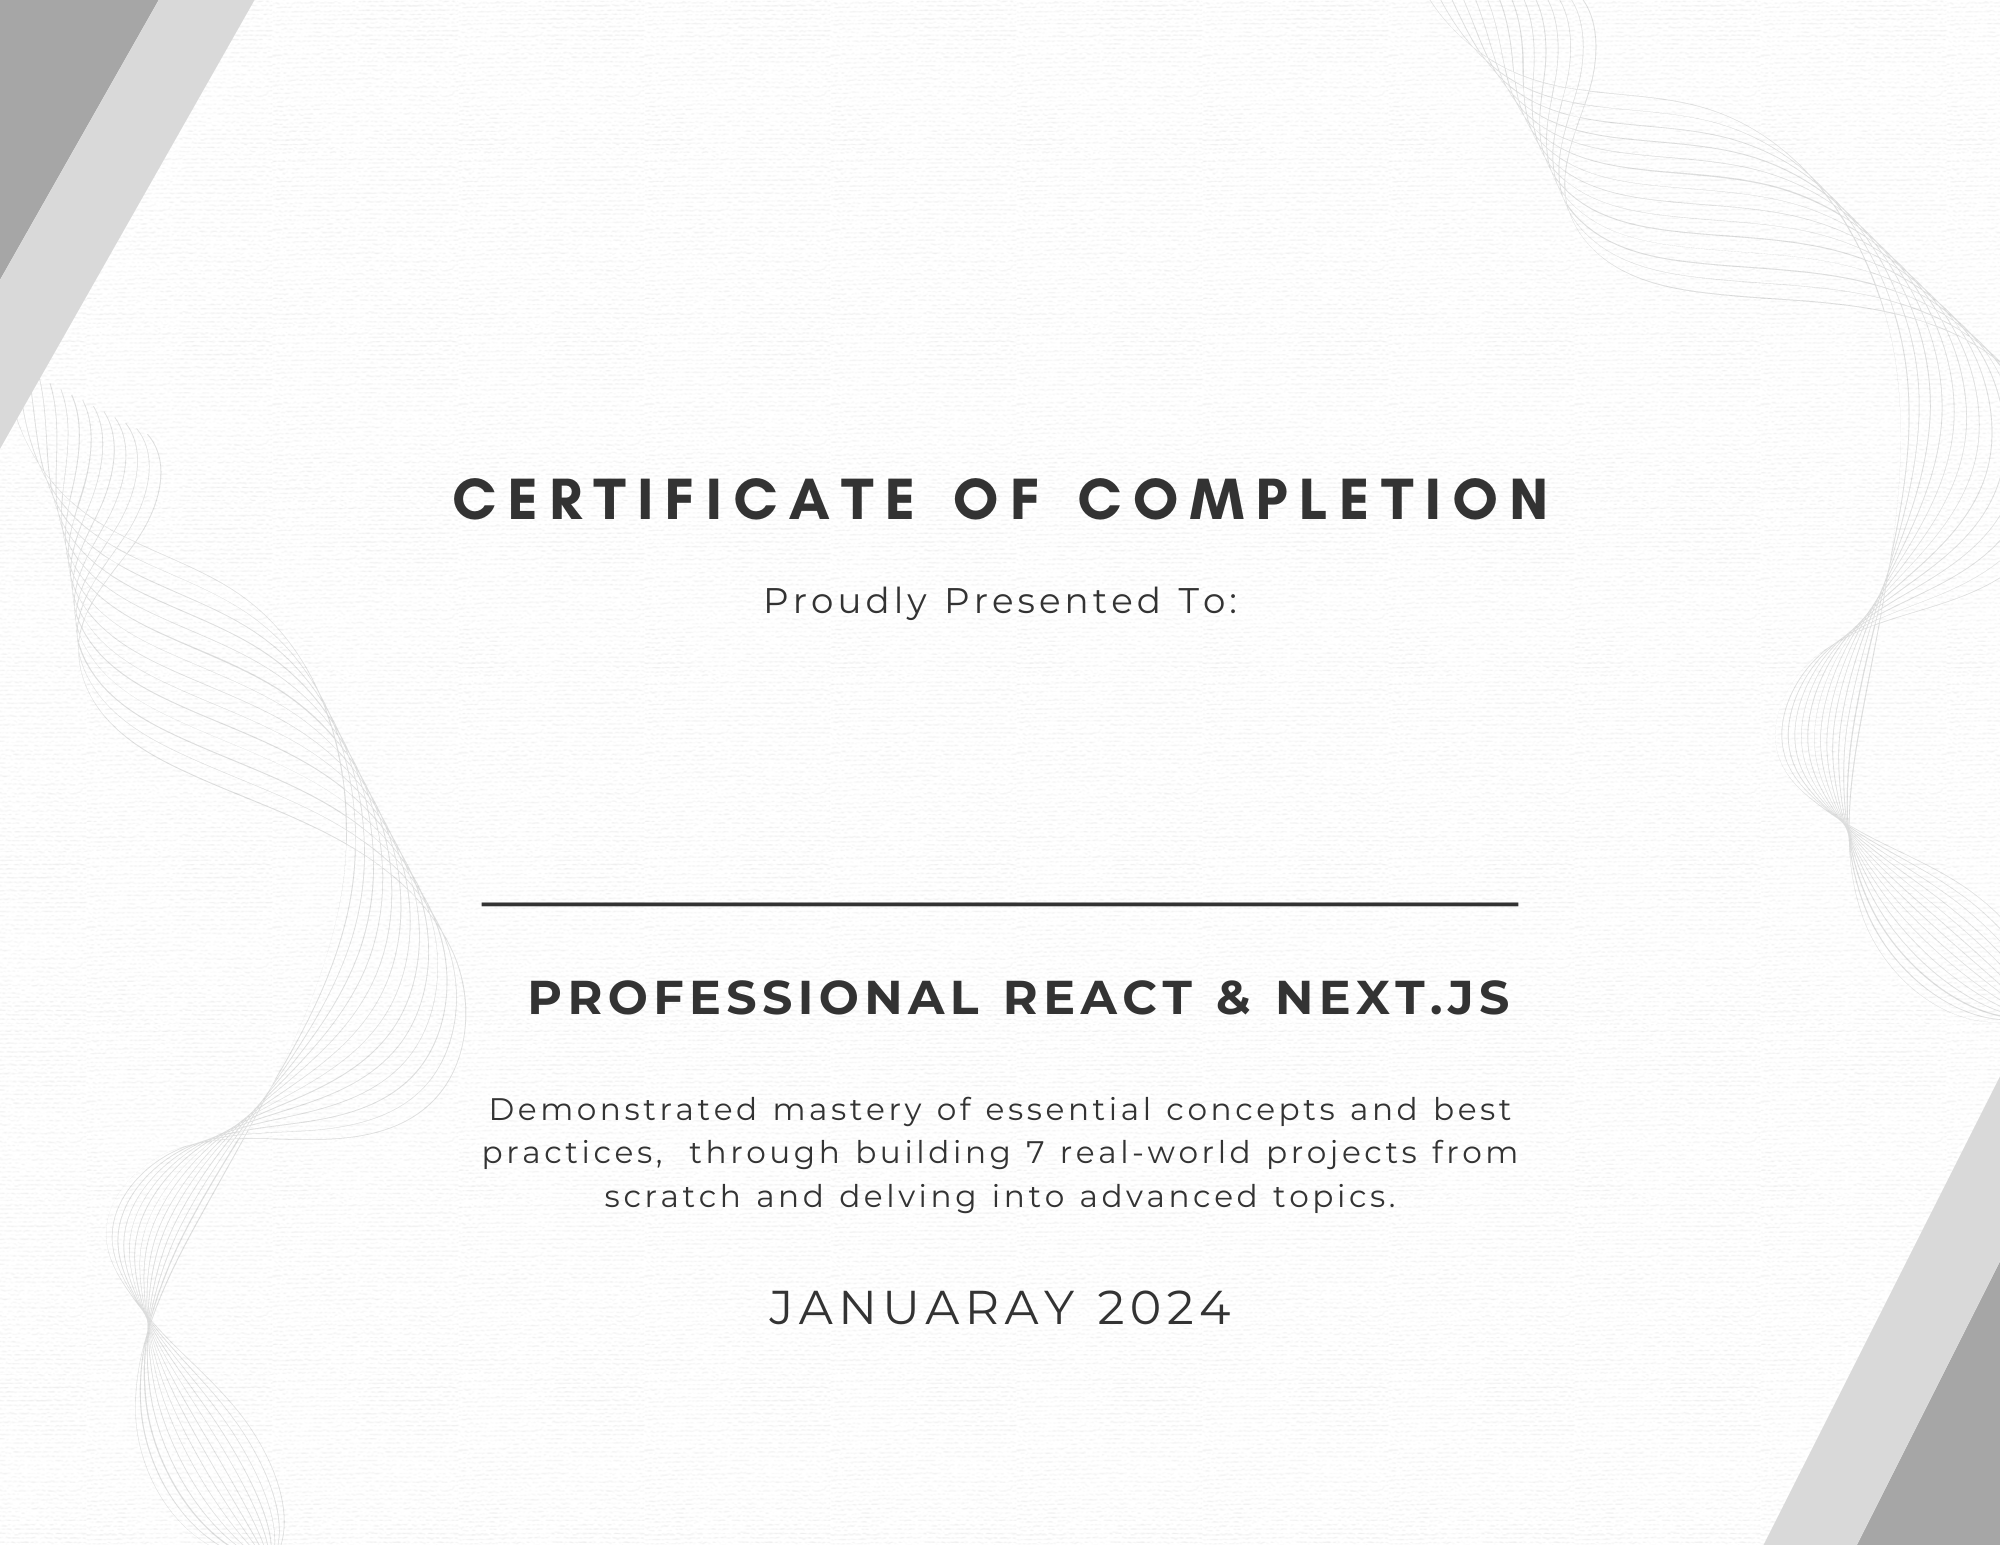 CERTIFICATE OF COMPLETION
Proudly Presented To:
PROFESSIONAL REACT & NEXT.JS
Demonstrated mastery of essential concepts and best
practices,  through building 7 real-world projects from
scratch and delving into advanced topics.
JANUARAY 2024